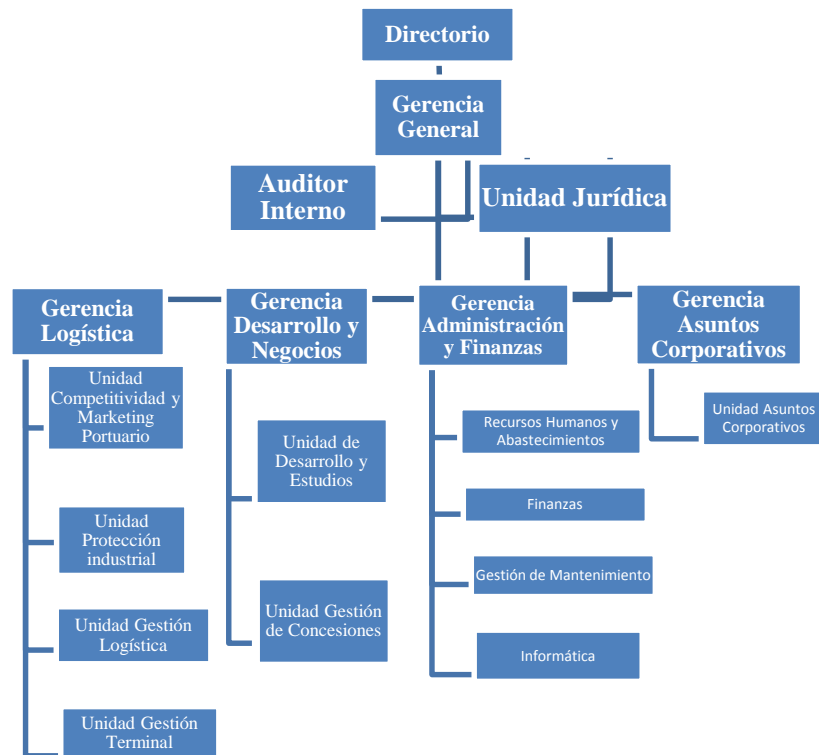 Directorio
Gerencia
General
Auditor
Interno
Unidad Jurídica
Gerencia
Logística
Gerencia
Desarrollo y
Negocios
Gerencia
Administración
y Finanzas
Gerencia
Asuntos
Corporativos
Unidad
Competitividad y
Marketing
Portuario
Unidad
Protección
industrial
Unidad Gestión
Logística
Unidad Gestión
Terminal
Unidad de
Desarrollo y
Estudios
Unidad Gestión
de Concesiones
Recursos Humanos y
Abastecimientos
Finanzas
Gestión de Mantenimiento
Informática
Unidad Asuntos
Corporativos